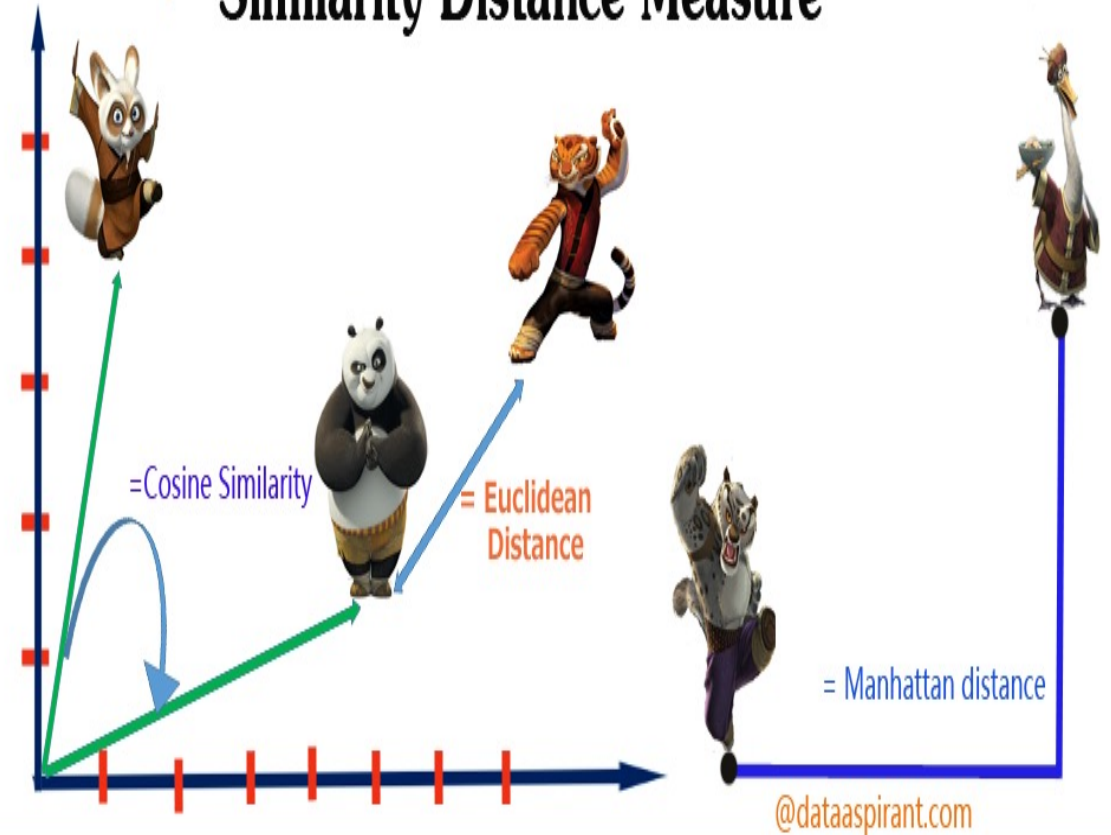 Similarity Distance Measure
=Cosine Similarity
= Euclidean
Distance
= Manhattan distance
@dataaspirant.com